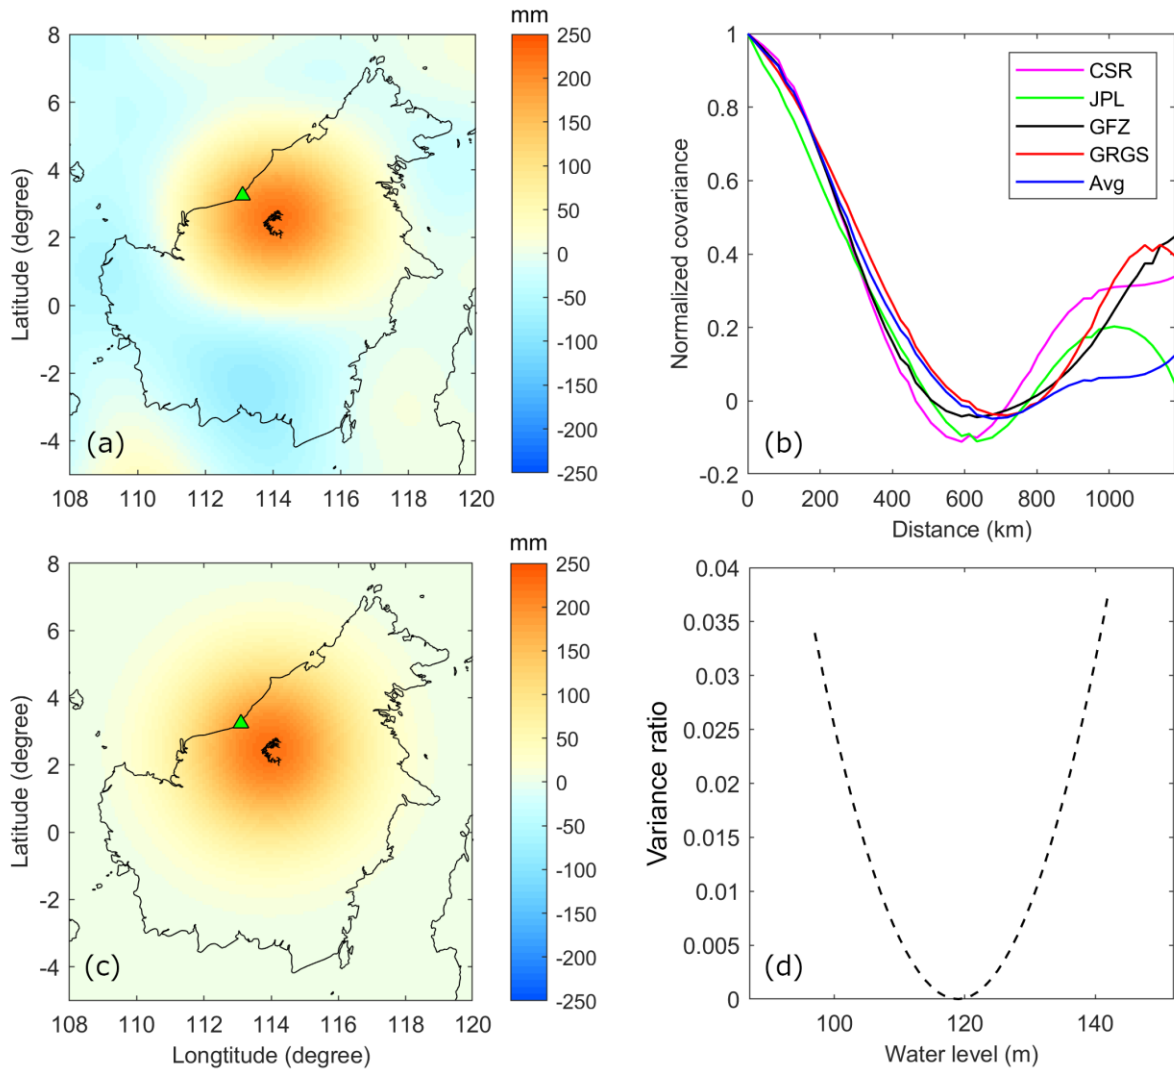 mm
8
6
4
2
0
-2
-4
Latitude (degree)
(a)
108 110 112 114 116 118 120
250
200
150
100
50
0
-50
-100
-150
-200
-250
1
0.8
0.6
0.4
0.2
0
-0.2
Normalized covariance
CSR
JPL
GFZ
GRGS
Avg
(b)
0 200 400 600 800 1000
Distance (km)
mm
8
6
4
2
0
-2
-4
Latitude (degree)
(c)
108 110 112 114 116 118 120
Longtitude (degree)
250
200
150
100
50
0
-50
-100
-150
-200
-250
0.04
0.035
0.03
0.025
0.02
0.015
0.01
0.005
0
Variance ratio
(d)
100 120 140
Water level (m)